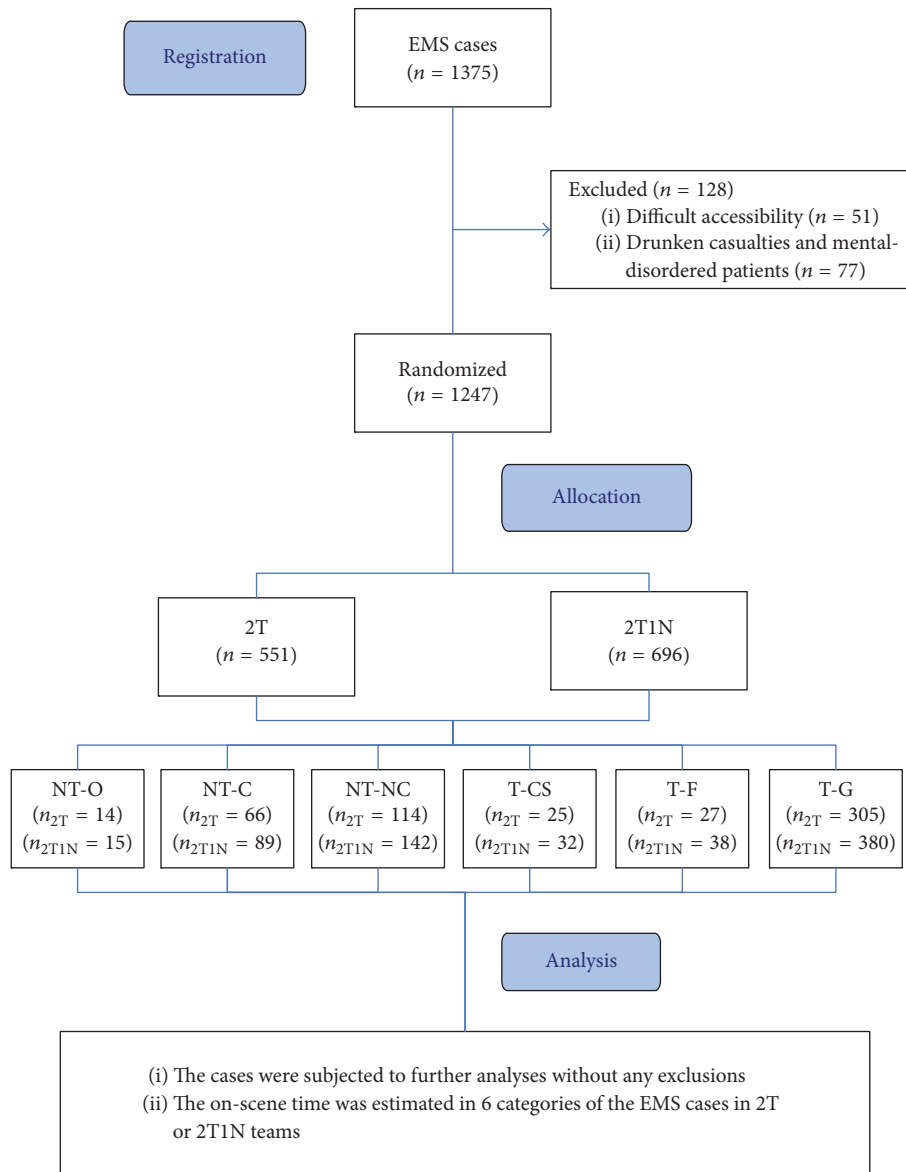 Registration
EMS cases
(n = 1375)
Excluded (n = 128)
(i) Difficult accessibility (n = 51)
(ii) Drunken casualties and mental-
disordered patients (n = 77)
Randomized
(n = 1247)
Allocation
2T
(n = 551)
2T1N
(n = 696)
NT-O
(n2T = 14)
(n2T1N = 15)
NT-C
(n2T = 66)
(n2T1N = 89)
NT-NC
(n2T = 114)
(n2T1N = 142)
T-CS
(n2T = 25)
(n2T1N = 32)
T-F
(n2T = 27)
(n2T1N = 38)
T-G
(n2T = 305)
(n2T1N = 380)
Analysis
(i) The cases were subjected to further analyses without any exclusions
(ii) The on-scene time was estimated in 6 categories of the EMS cases in 2T
or 2T1N teams